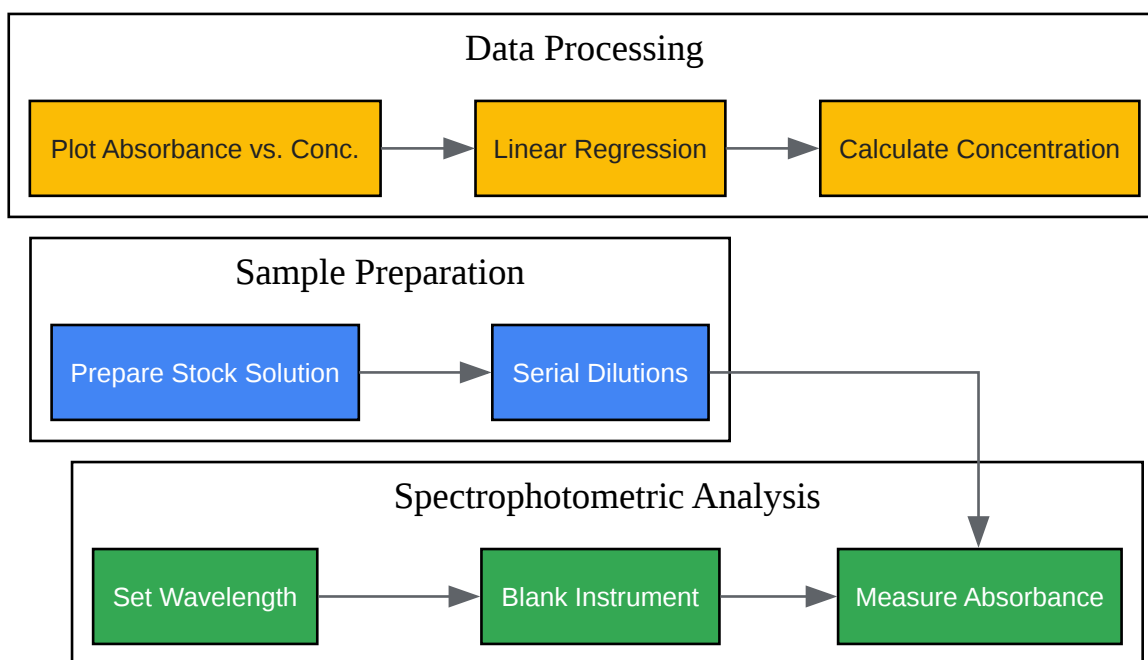 Data Processing
Plot Absorbance vs. Conc.
Linear Regression
Calculate Concentration
Sample Preparation
Prepare Stock Solution
Serial Dilutions
Spectrophotometric Analysis
Set Wavelength
Blank Instrument
Measure Absorbance